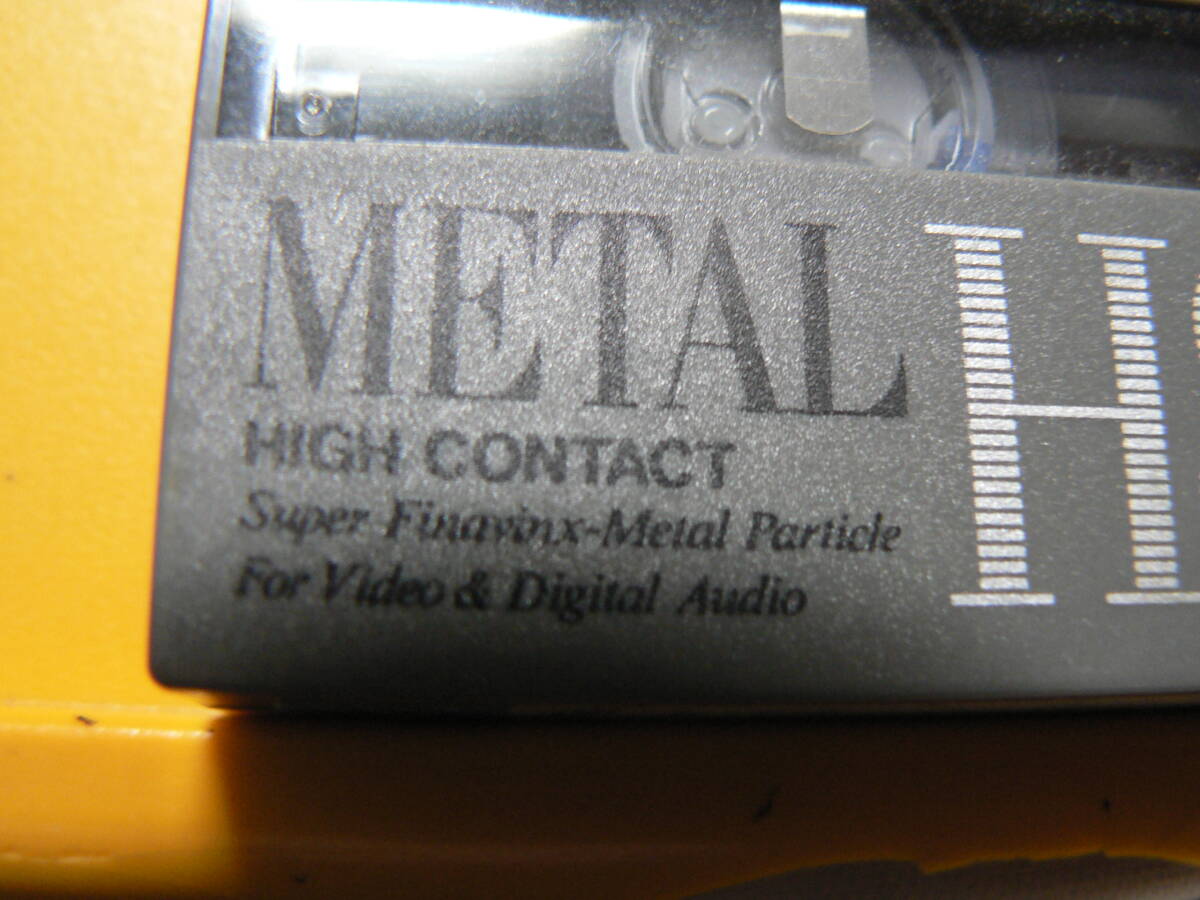 METAL H
HIGH CONTACT
Super Finavinx-Metal Particle
For Video & Digital Audio